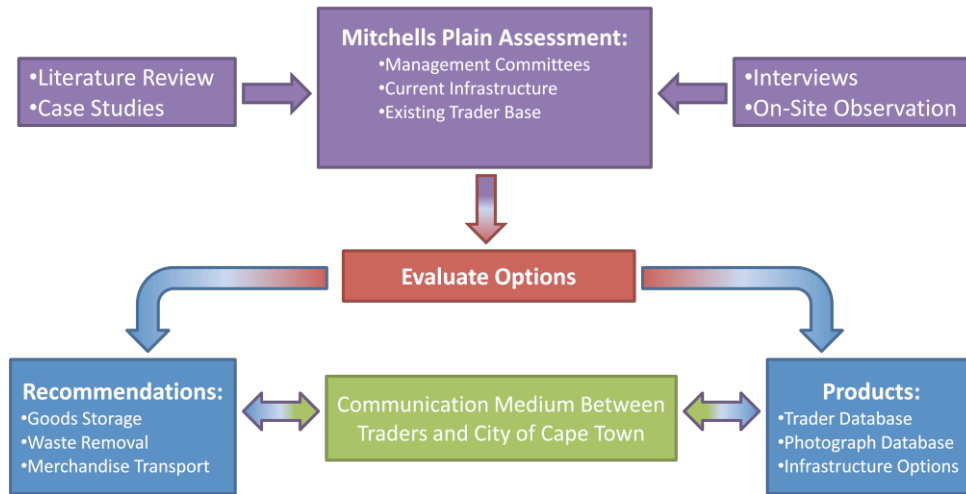 Mitchells Plain Assessment:
•Management Committees
•Current Infrastructure
•Existing Trader Base
•Literature Review
•Case Studies
•Interviews
•On-Site Observation
Evaluate Options
Recommendations:
•Goods Storage
•Waste Removal
•Merchandise Transport
Communication Medium Between
Traders and City of Cape Town
Products:
•Trader Database
•Photograph Database
•Infrastructure Options